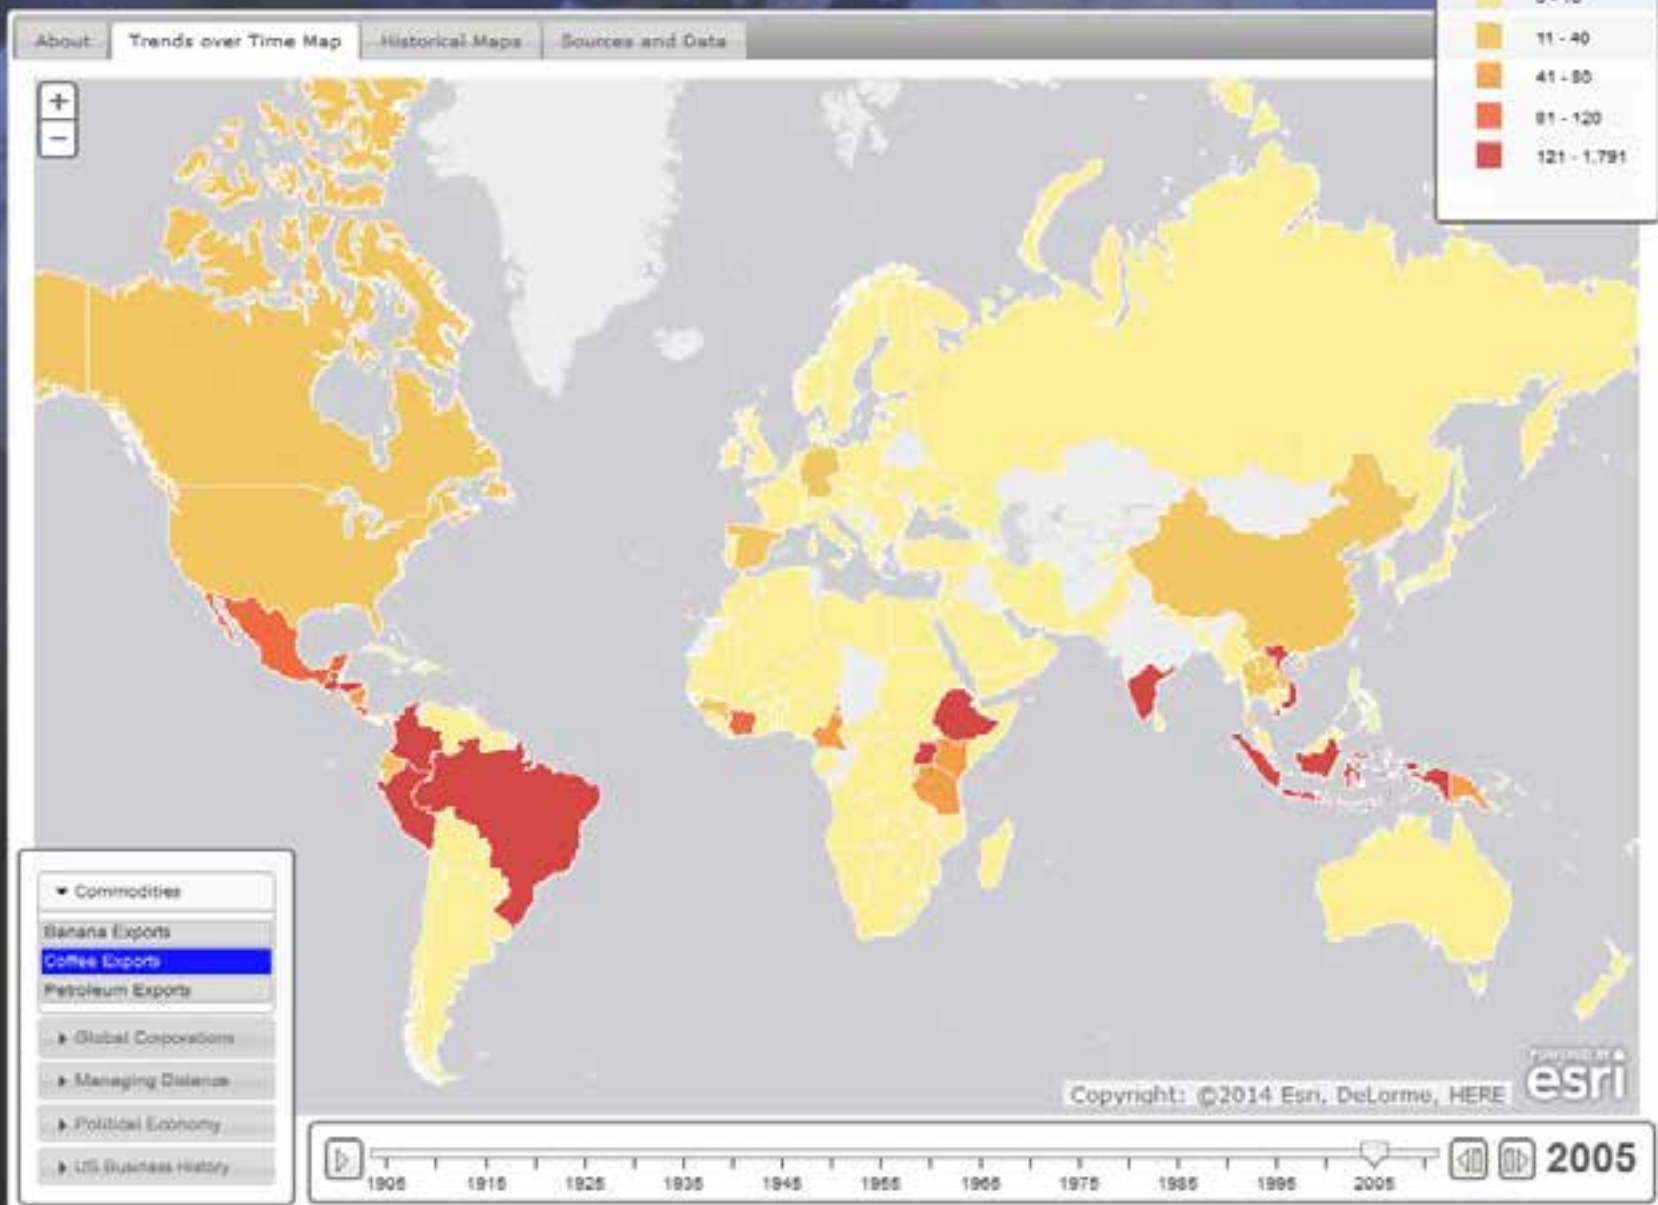 About
Trends over Time Map
Historical Maps
Sources and Data
11 - 40
41 - 80
81 - 120
121 - 1,791
+
−
Commodities
Banana Exports
Coffee Exports
Petroleum Exports
Global Corporations
Managing Distance
Political Economy
US Business History
POWERED BY
esri
Copyright: ©2014 Esri, DeLorme, HERE
1905
1915
1925
1935
1945
1955
1965
1975
1985
1995
2005
2005